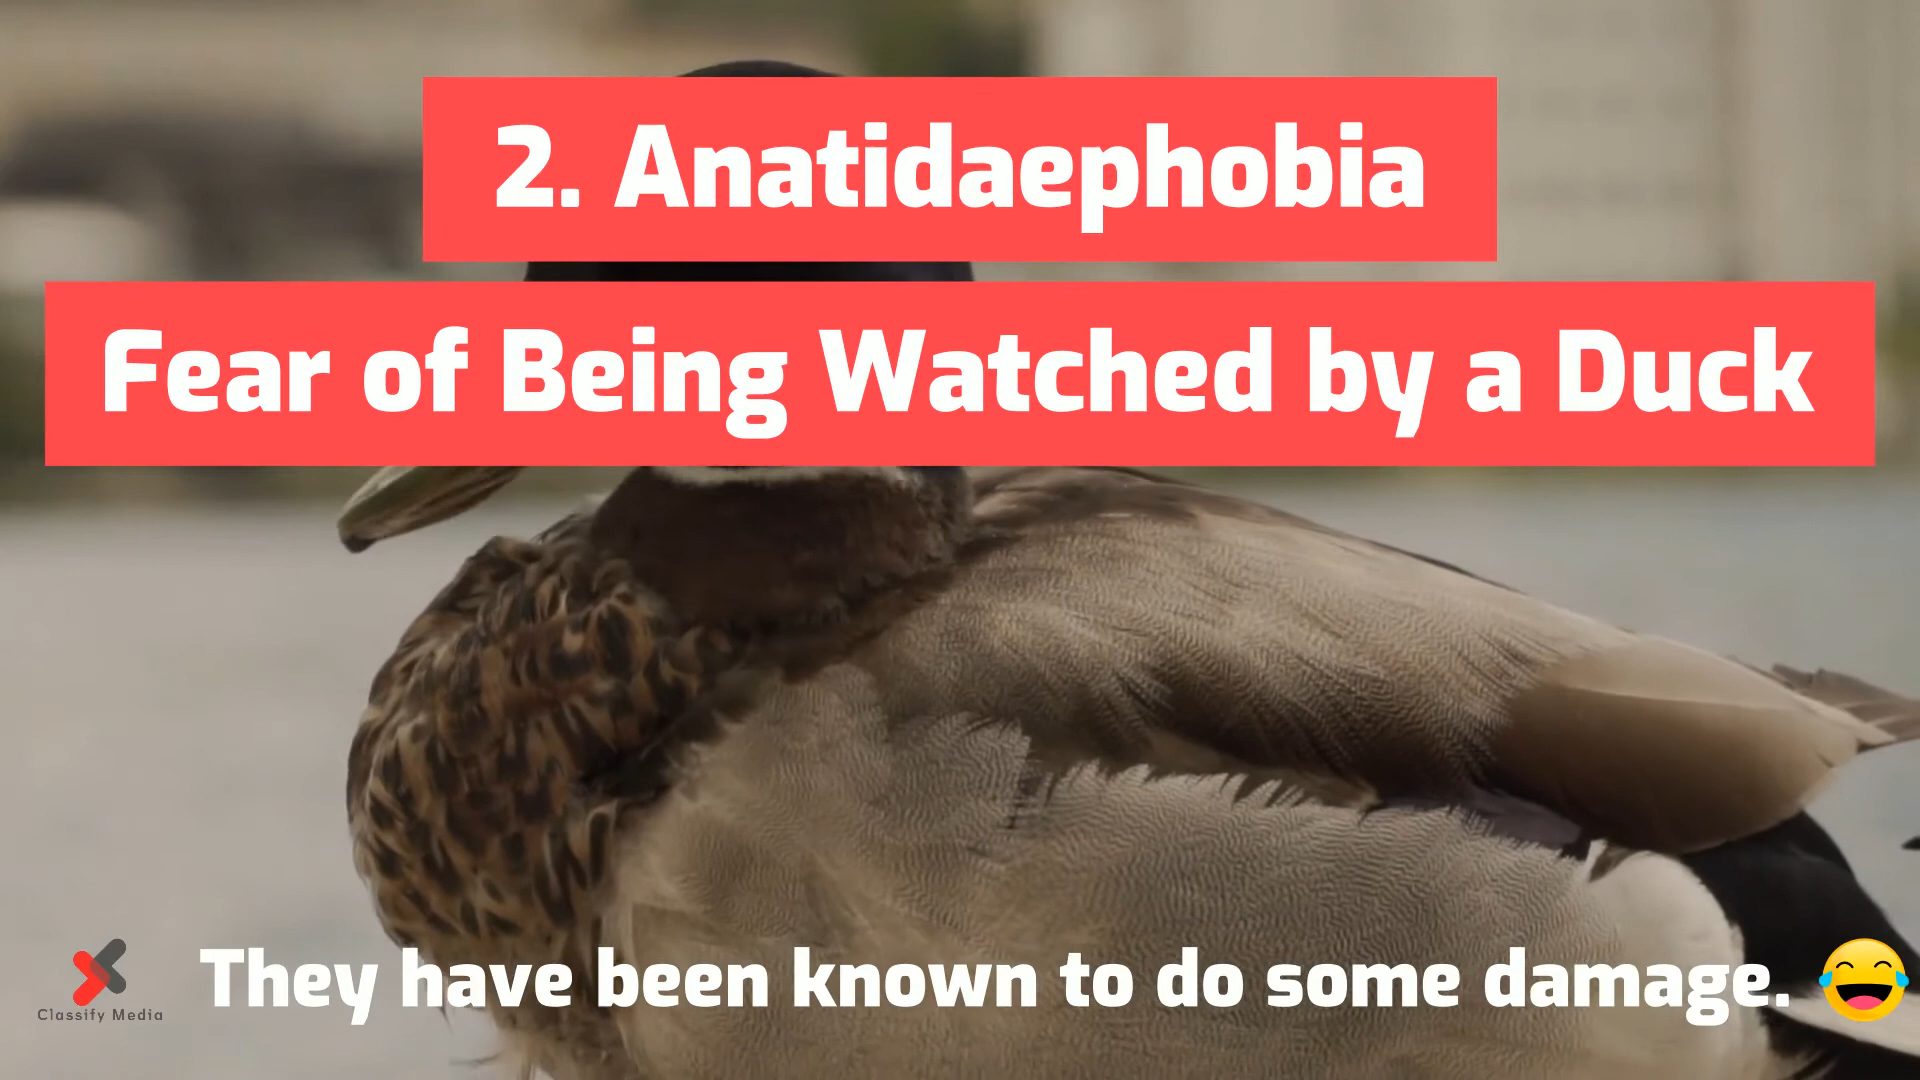 2. Anatidaephobia
Fear of Being Watched by a Duck
They have been known to do some damage. 😂
Classify Media